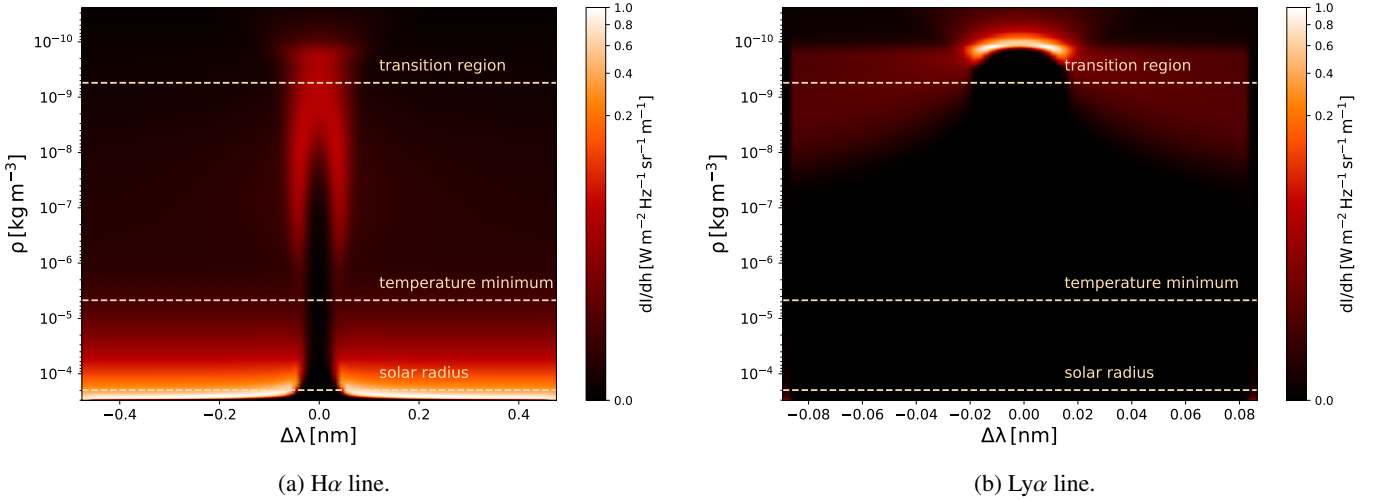 10⁻¹⁰
10⁻⁹
10⁻⁸
10⁻⁷
10⁻⁶
10⁻⁵
10⁻⁴
ρ [kg m⁻³]
transition region
temperature minimum
solar radius
−0.4 −0.2 0.0 0.2 0.4
Δλ [nm]
1.0
0.8
0.6
0.4
0.2
0.0
dI/dh [W m⁻² Hz⁻¹ sr⁻¹ m⁻¹]
(a) Hα line.
10⁻¹⁰
10⁻⁹
10⁻⁸
10⁻⁷
10⁻⁶
10⁻⁵
10⁻⁴
ρ [kg m⁻³]
transition region
temperature minimum
solar radius
−0.08 −0.06 −0.04 −0.02 0.00 0.02 0.04 0.06 0.08
Δλ [nm]
1.0
0.8
0.6
0.4
0.2
0.0
dI/dh [W m⁻² Hz⁻¹ sr⁻¹ m⁻¹]
(b) Lyα line.